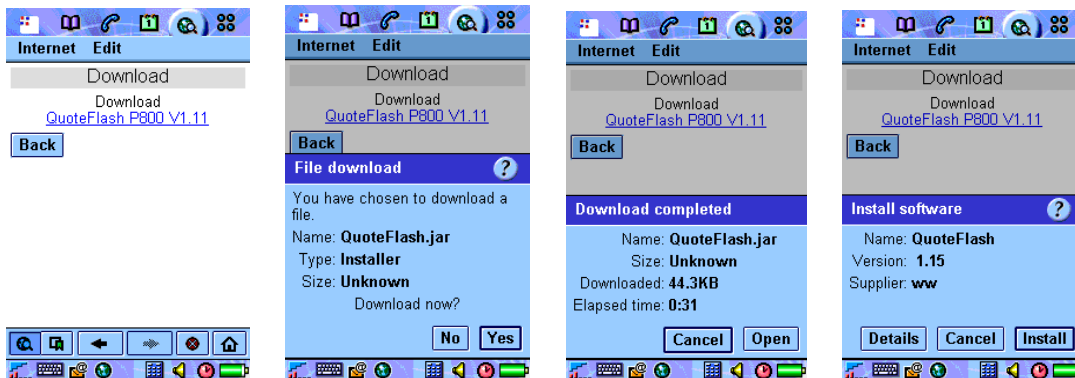 Internet Edit
Download
Download
QuoteFlash P800 V1.11
Back
Internet Edit
Download
Download
QuoteFlash P800 V1.11
Back
File download
You have chosen to download a
file.
Name: QuoteFlash.jar
Type: Installer
Size: Unknown
Download now?
No Yes
Internet Edit
Download
Download
QuoteFlash P800 V1.11
Back
Download completed
Name: QuoteFlash.jar
Size: Unknown
Downloaded: 44.3KB
Elapsed time: 0:31
Cancel Open
Internet Edit
Download
Download
QuoteFlash P800 V1.11
Back
Install software
Name: QuoteFlash
Version: 1.15
Supplier: ww
Details Cancel Install